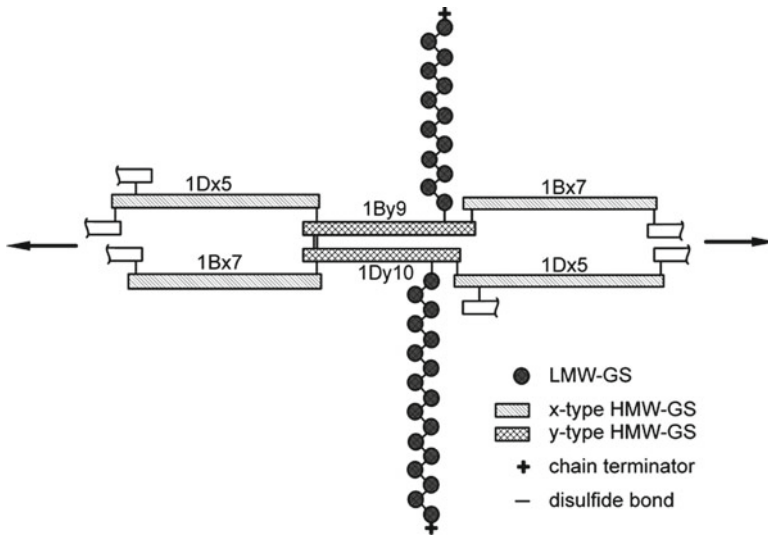 1Dx5
1Bx7
1By9
1Bx7
1Dy10
1Dx5
LMW-GS
x-type HMW-GS
y-type HMW-GS
chain terminator
disulfide bond